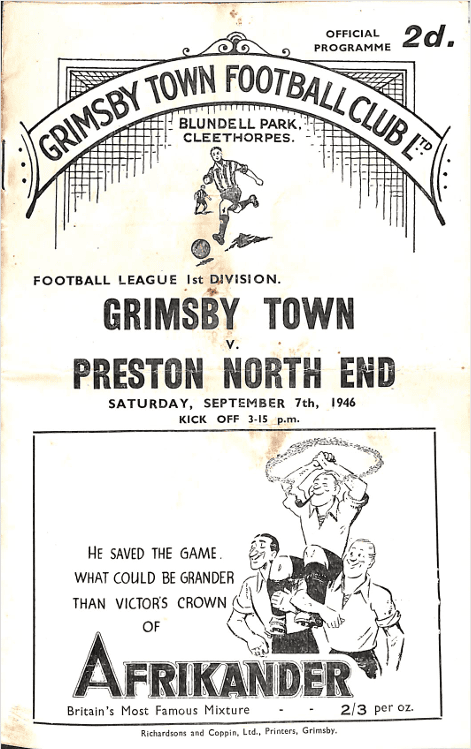 OFFICIAL
PROGRAMME 2d.
GRIMSBY TOWN FOOTBALL CLUB LTD
BLUNDELL PARK,
CLEETHORPES.
FOOTBALL LEAGUE 1st DIVISION.
GRIMSBY TOWN
V.
PRESTON NORTH END
SATURDAY, SEPTEMBER 7th, 1946
KICK OFF 3-15 p.m.
HE SAVED THE GAME.
WHAT COULD BE GRANDER
THAN VICTOR'S CROWN
OF
AFRIKANDER
Britain's Most Famous Mixture - - 2/3 per oz.
Richardsons and Coppin, Ltd., Printers, Grimsby.